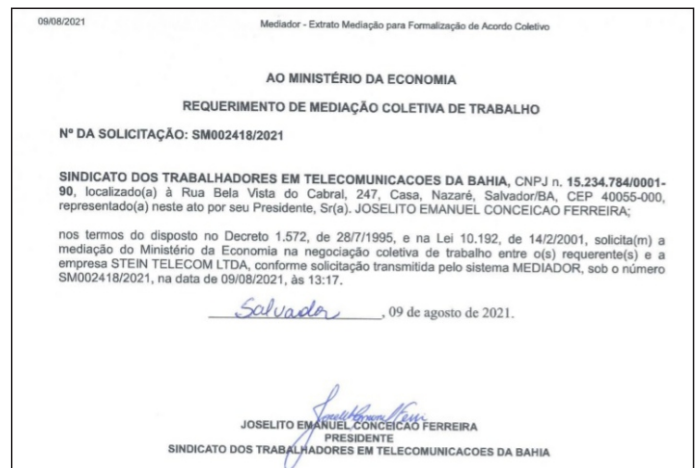 09/08/2021
Mediador - Extrato Mediação para Formalização de Acordo Coletivo
AO MINISTÉRIO DA ECONOMIA
REQUERIMENTO DE MEDIAÇÃO COLETIVA DE TRABALHO
Nº DA SOLICITAÇÃO: SM002418/2021
SINDICATO DOS TRABALHADORES EM TELECOMUNICACOES DA BAHIA, CNPJ n. 15.234.784/0001-
90, localizado(a) à Rua Bela Vista do Cabral, 247, Casa, Nazaré, Salvador/BA, CEP 40055-000,
representado(a) neste ato por seu Presidente, Sr(a). JOSELITO EMANUEL CONCEICAO FERREIRA;
nos termos do disposto no Decreto 1.572, de 28/7/1995, e na Lei 10.192, de 14/2/2001, solicita(m) a
mediação do Ministério da Economia na negociação coletiva de trabalho entre o(s) requerente(s) e a
empresa STEIN TELECOM LTDA, conforme solicitação transmitida pelo sistema MEDIADOR, sob o número
SM002418/2021, na data de 09/08/2021, às 13:17.
Salvador, 09 de agosto de 2021.
JOSELITO EMANUEL CONCEICAO FERREIRA
PRESIDENTE
SINDICATO DOS TRABALHADORES EM TELECOMUNICACOES DA BAHIA